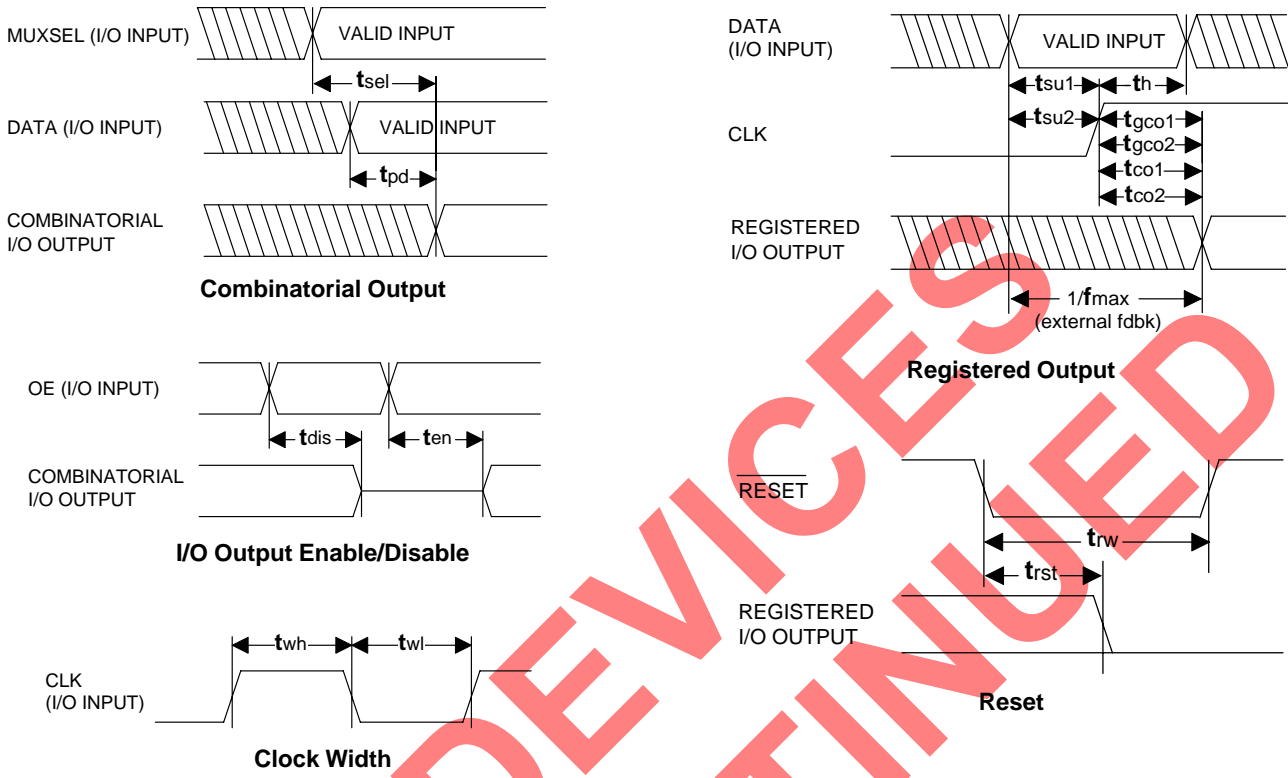 MUXSEL (I/O INPUT)
VALID INPUT
tsel
DATA (I/O INPUT)
VALID INPUT
tpd
COMBINATORIAL
I/O OUTPUT
Combinatorial Output
DATA
(I/O INPUT)
VALID INPUT
tsu1
th
tsu2
tgco1
CLK
tgco2
tco1
tco2
REGISTERED
I/O OUTPUT
1/fmax
(external fdbk)
Registered Output
OE (I/O INPUT)
tdis
ten
COMBINATORIAL
I/O OUTPUT
I/O Output Enable/Disable
RESET
trw
trst
REGISTERED
I/O OUTPUT
Reset
twh
twl
CLK
(I/O INPUT)
Clock Width
DEVICES
TINUED